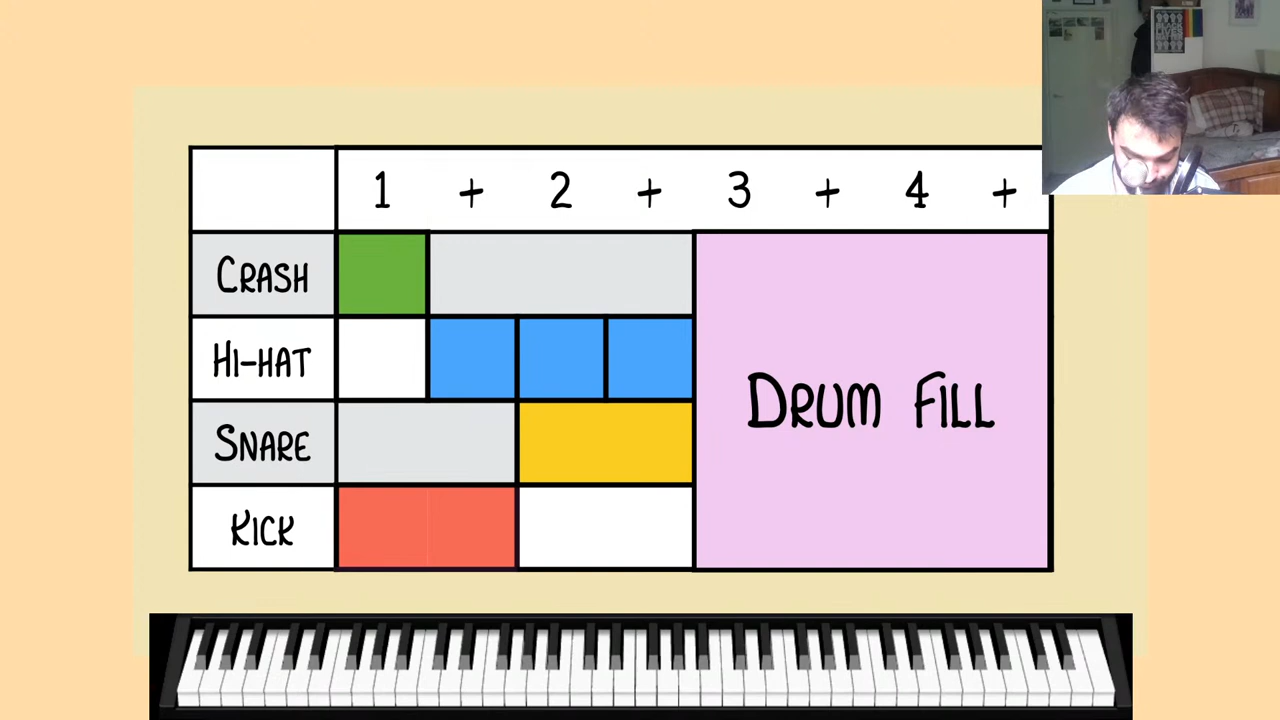 1 + 2 + 3 + 4 +
CRASH
HI-HAT
SNARE
KICK
DRUM FILL